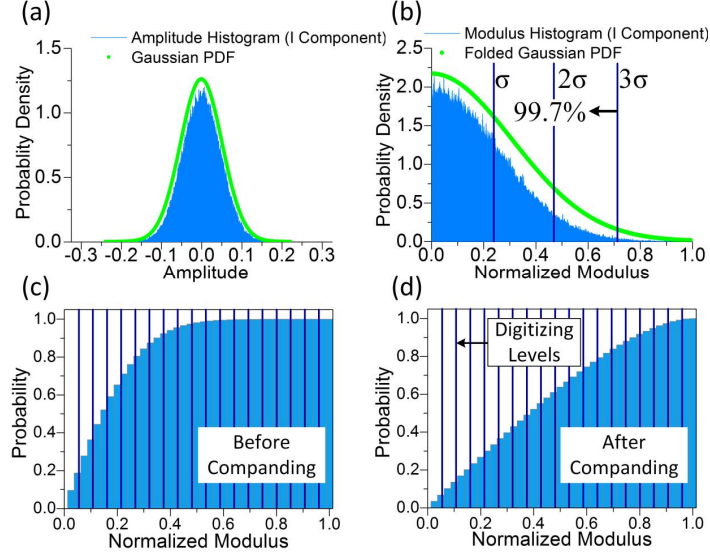 (a)
Amplitude Histogram (I Component)
Gaussian PDF
Probability Density
1.5
1.0
0.5
0.0
-0.3 -0.2 -0.1 0.0 0.1 0.2 0.3
Amplitude
(b)
Modulus Histogram (I Component)
Folded Gaussian PDF
Probablity Density
2.5
2.0
1.5
1.0
0.5
0.0
σ 2σ 3σ
99.7%
0.0 0.2 0.4 0.6 0.8 1.0
Normalized Modulus
(c)
Probability
1.0
0.8
0.6
0.4
0.2
0.0
Before
Companding
0.0 0.2 0.4 0.6 0.8 1.0
Normalized Modulus
(d)
Probability
1.0
0.8
0.6
0.4
0.2
0.0
Digitizing
Levels
After
Companding
0.0 0.2 0.4 0.6 0.8 1.0
Normalized Modulus